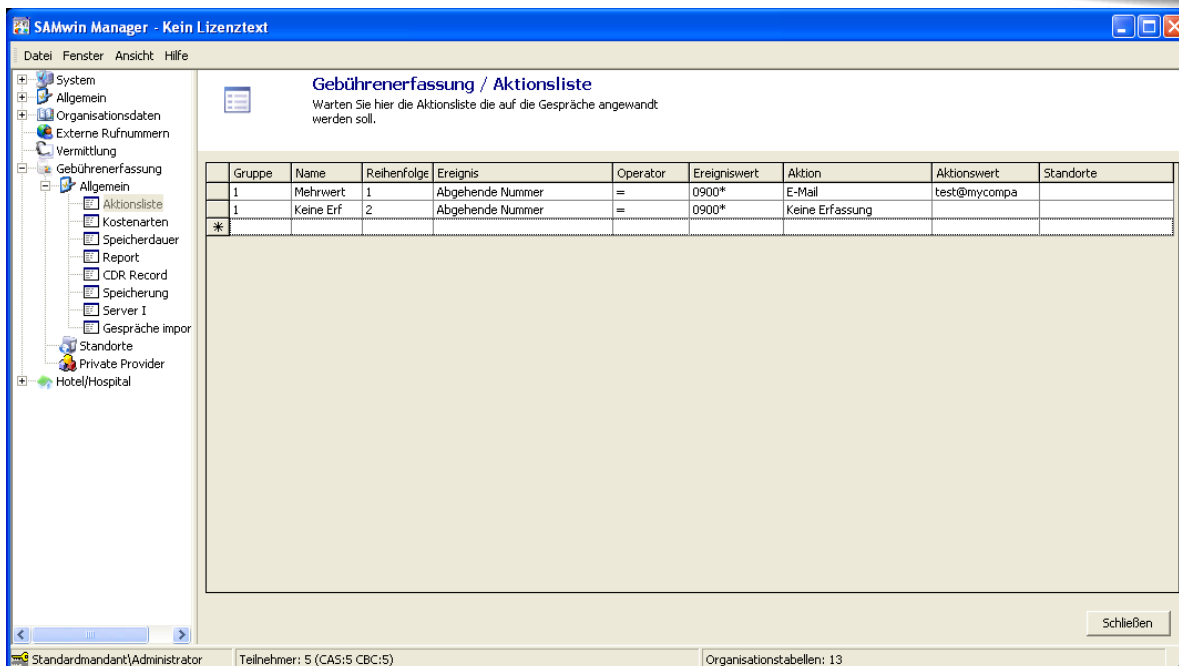 SAMwin Manager - Kein Lizenztext
Datei Fenster Ansicht Hilfe
System
Allgemein
Organisationsdaten
Externe Rufnummern
Vermittlung
Gebührenerfassung
Allgemein
Aktionsliste
Kostenarten
Speicherdauer
Report
CDR Record
Speicherung
Server I
Gespräche impor
Standorte
Private Provider
Hotel/Hospital
Gebührenerfassung / Aktionsliste
Warten Sie hier die Aktionsliste die auf die Gespräche angewandt
werden soll.
Gruppe Name Reihenfolge Ereignis Operator Ereigniswert Aktion Aktionswert Standorte
1 Mehrwert 1 Abgehende Nummer = 0900* E-Mail test@mycompa
1 Keine Erf 2 Abgehende Nummer = 0900* Keine Erfassung
Schließen
Standardmandant\Administrator Teilnehmer: 5 (CAS:5 CBC:5) Organisationstabellen: 13